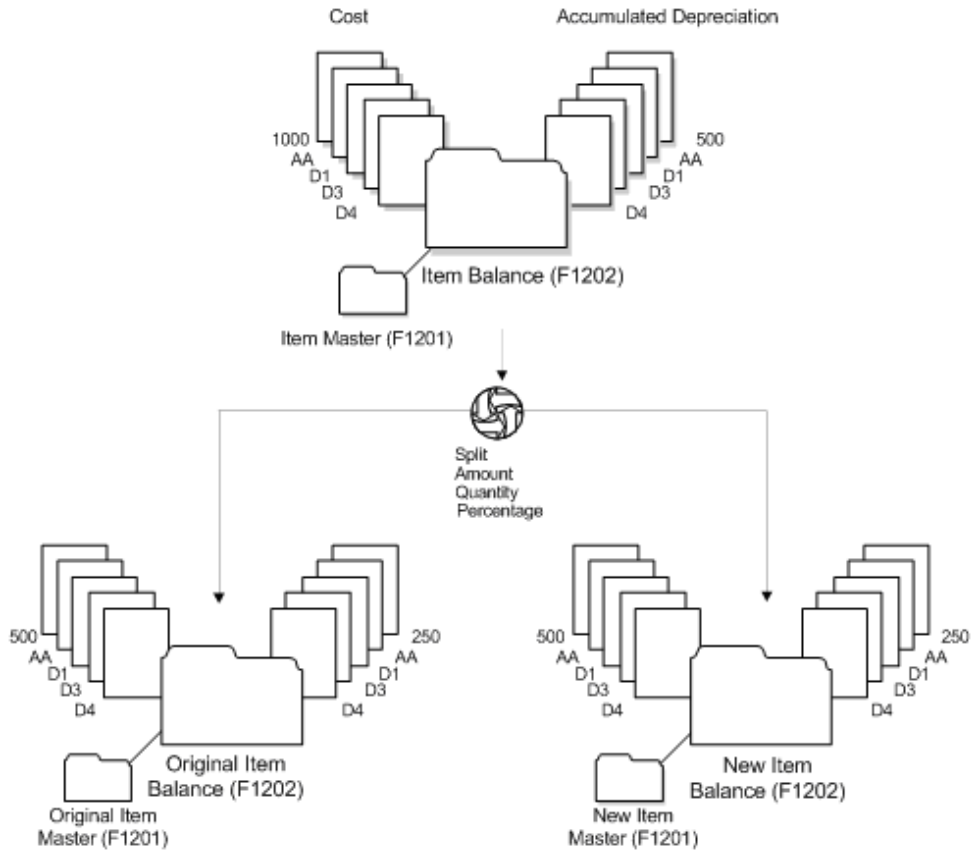 Cost
Accumulated Depreciation
1000
AA
D1
D3
D4
500
AA
D1
D3
D4
Item Balance (F1202)
Item Master (F1201)
Split
Amount
Quantity
Percentage
500
AA
D1
D3
D4
250
AA
D1
D3
D4
Original Item
Balance (F1202)
Original Item
Master (F1201)
500
AA
D1
D3
D4
250
AA
D1
D3
D4
New Item
Balance (F1202)
New Item
Master (F1201)